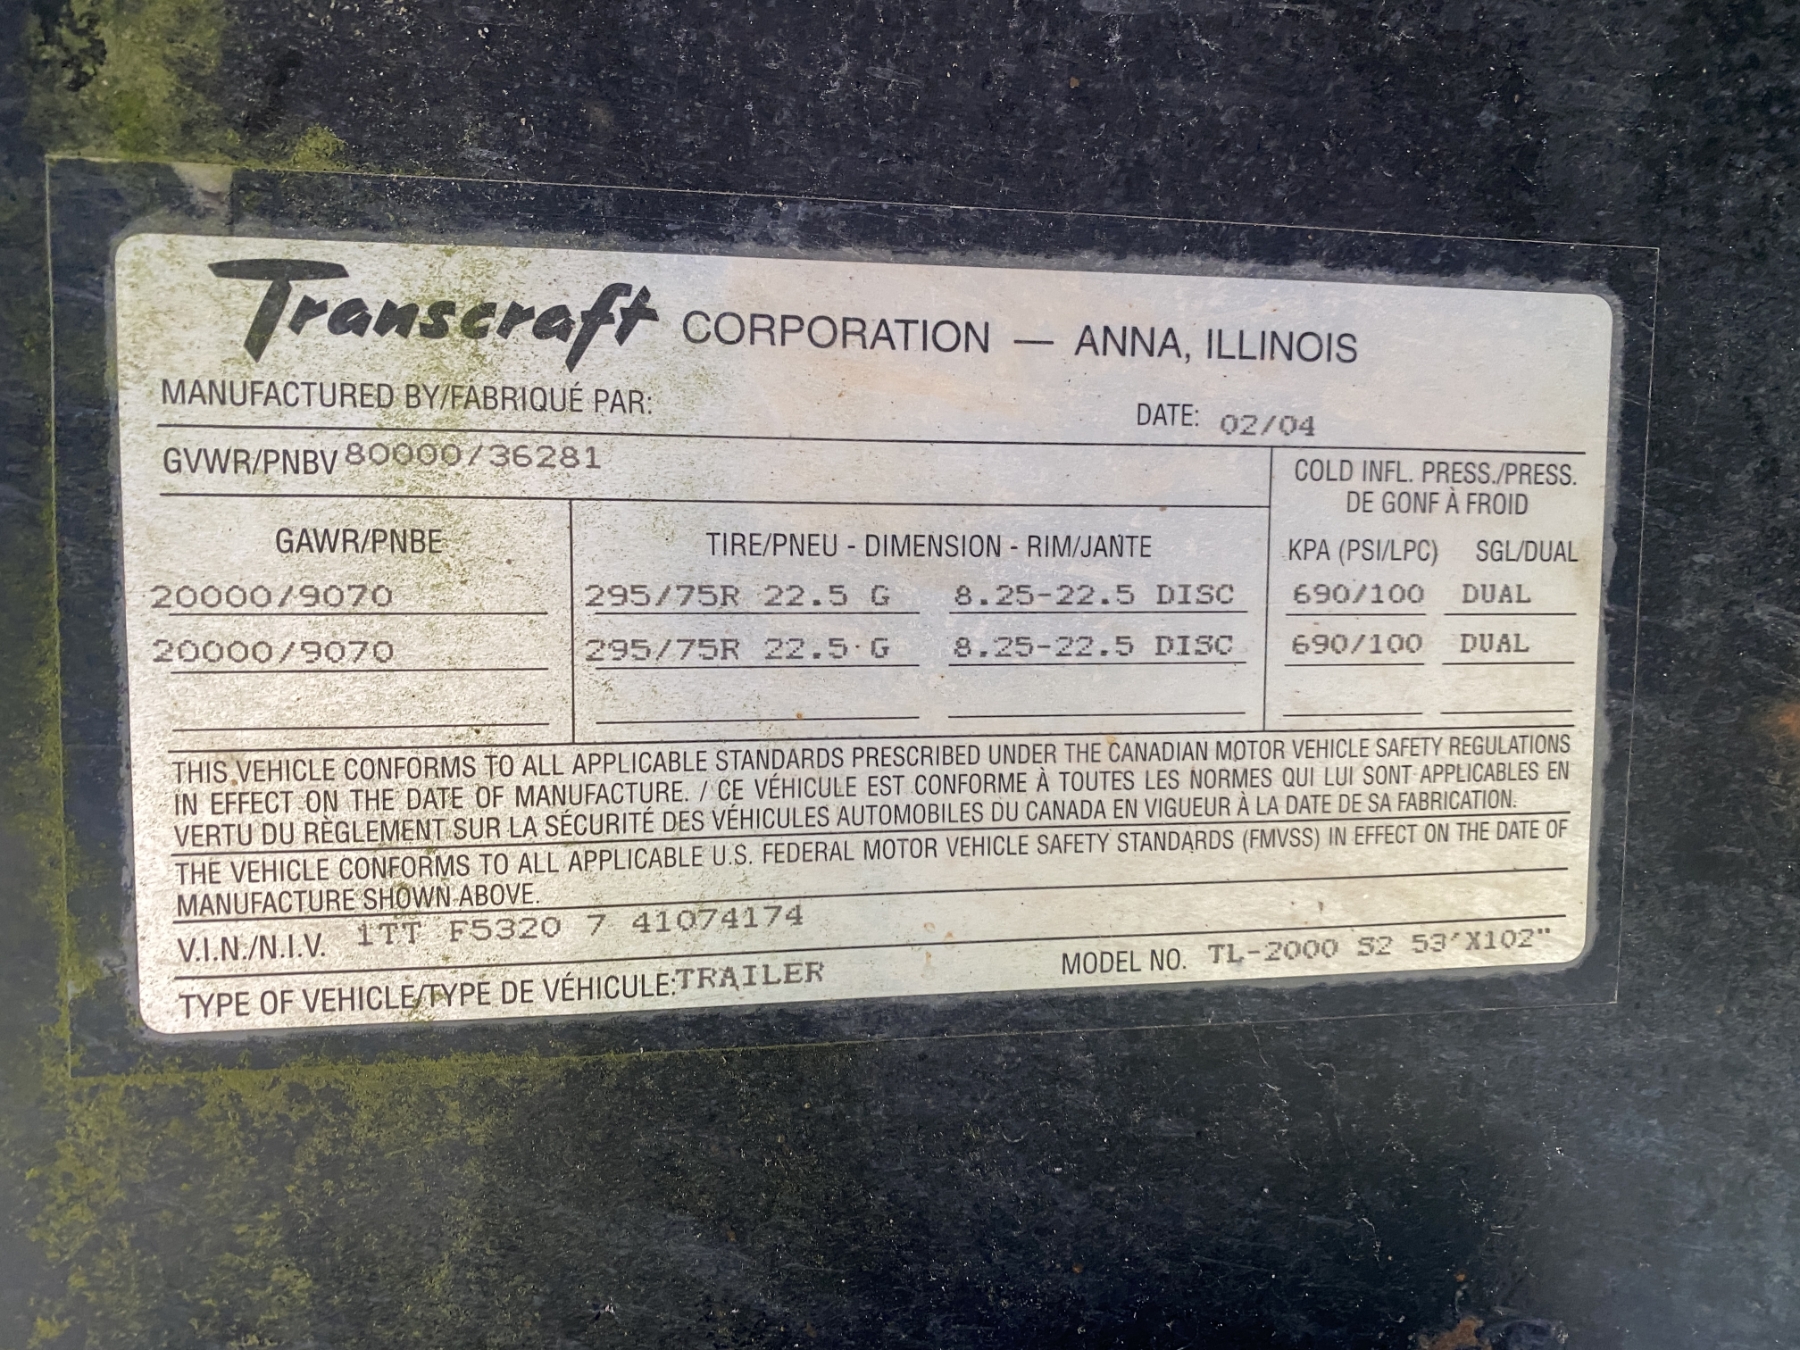 Transcraft CORPORATION — ANNA, ILLINOIS
MANUFACTURED BY/FABRIQUÉ PAR: DATE: 02/04
GVWR/PNBV 80000/36281
COLD INFL. PRESS./PRESS.
DE GONF À FROID
GAWR/PNBE TIRE/PNEU - DIMENSION - RIM/JANTE KPA (PSI/LPC) SGL/DUAL
20000/9070 295/75R 22.5 G 8.25-22.5 DISC 690/100 DUAL
20000/9070 295/75R 22.5 G 8.25-22.5 DISC 690/100 DUAL
THIS VEHICLE CONFORMS TO ALL APPLICABLE STANDARDS PRESCRIBED UNDER THE CANADIAN MOTOR VEHICLE SAFETY REGULATIONS
IN EFFECT ON THE DATE OF MANUFACTURE. / CE VÉHICULE EST CONFORME À TOUTES LES NORMES QUI LUI SONT APPLICABLES EN
VERTU DU RÈGLEMENT SUR LA SÉCURITÉ DES VÉHICULES AUTOMOBILES DU CANADA EN VIGUEUR À LA DATE DE SA FABRICATION.
THE VEHICLE CONFORMS TO ALL APPLICABLE U.S. FEDERAL MOTOR VEHICLE SAFETY STANDARDS (FMVSS) IN EFFECT ON THE DATE OF
MANUFACTURE SHOWN ABOVE.
V.I.N./N.I.V. 1TT F5320 7 41074174
TYPE OF VEHICLE/TYPE DE VÉHICULE: TRAILER MODEL NO. TL-2000 S2 53'X102"